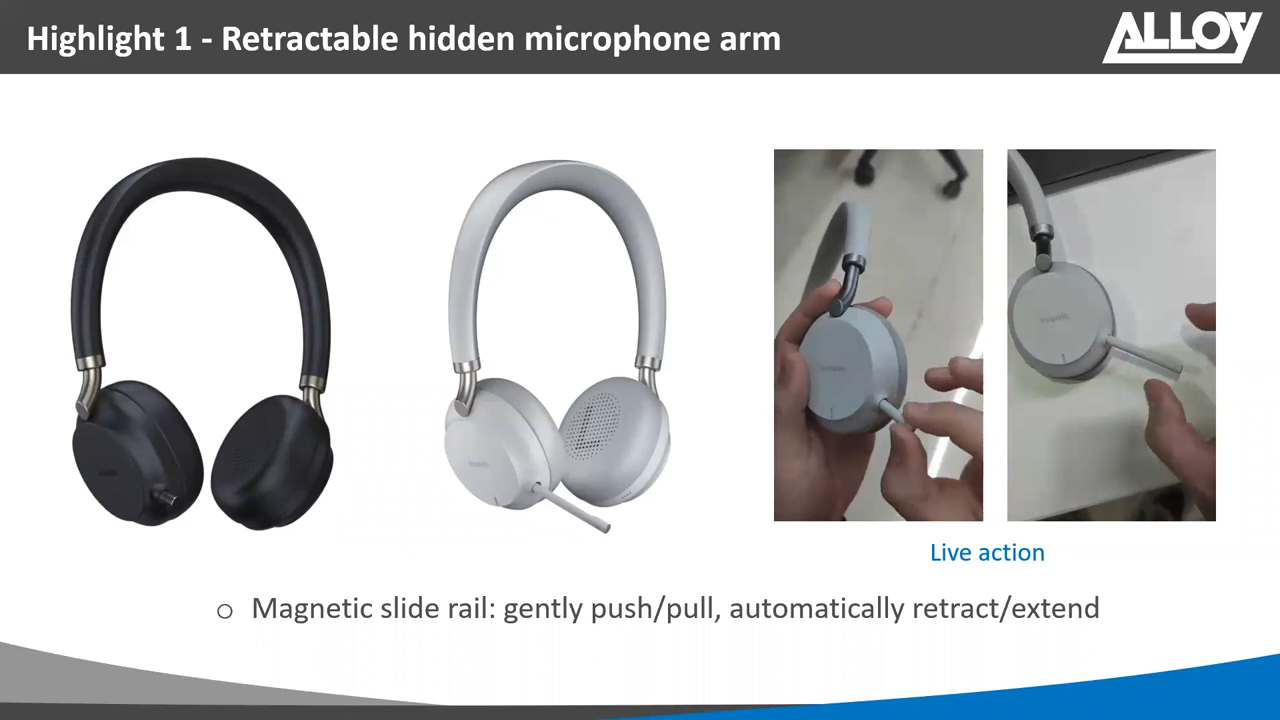 Highlight 1 - Retractable hidden microphone arm
ALLOY
Live action
o Magnetic slide rail: gently push/pull, automatically retract/extend